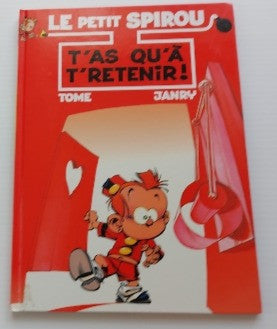 LE PETIT SPIROU
T'AS QU'À
T'RETENIR!
TOME JANRY